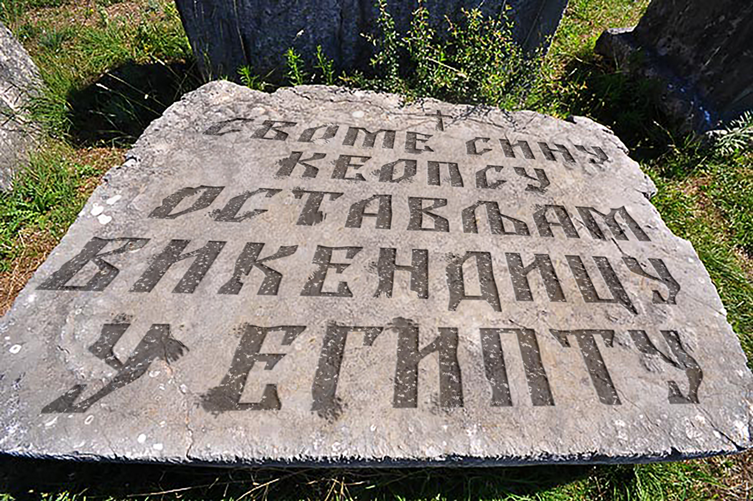 СВОМЕ СИНУ
КЕОПСУ
ОСТАВЉАМ
ВИКЕНДИЦУ
У ЕГИПТУ